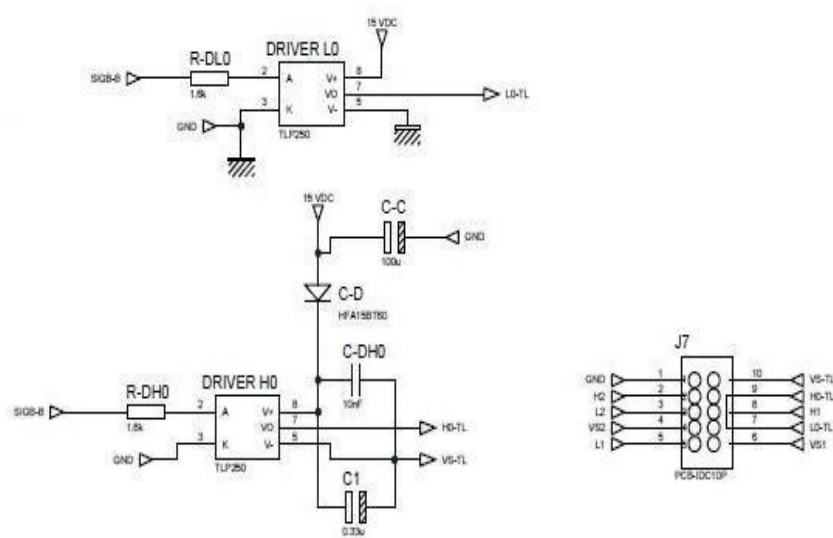 15 VDC
R-DL0
DRIVER L0
SIGB-B
1.6k
2
A
V+
8
VO
7
L0-TL
3
K
V-
5
GND
TLP250
15 VDC
C-C
GND
100u
C-D
HFA15BT60
C-DH0
10nF
R-DH0
DRIVER H0
SIGB-B
1.6k
2
A
V+
8
VO
7
H0-TL
3
K
V-
5
GND
VS-TL
TLP250
C1
0.33u
J7
GND 1 10 VS-TL
H2 2 9 H0-TL
L2 3 8 H1
VS2 4 7 L0-TL
L1 5 6 VS1
PCB-IDC10P